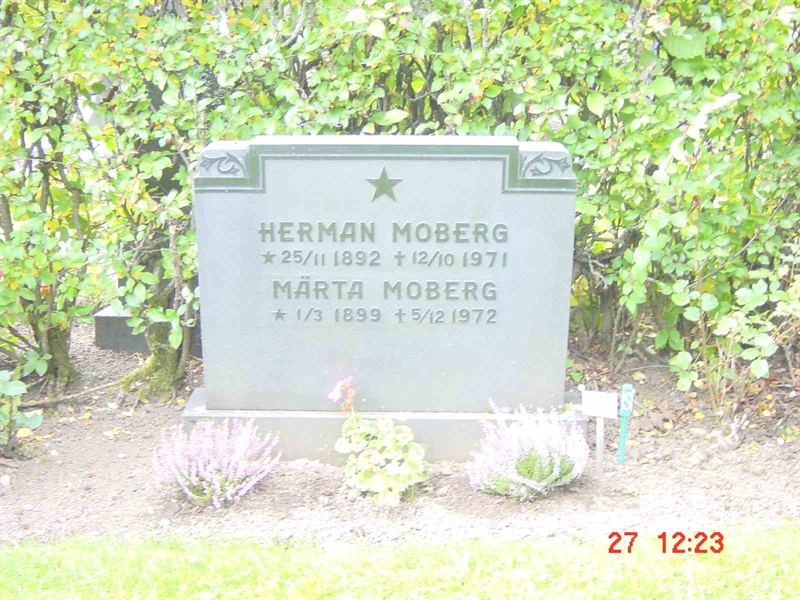 HERMAN MOBERG
★ 25/11 1892 ✝ 12/10 1971
MÄRTA MOBERG
★ 1/3 1899 ✝ 5/12 1972
S
27 12:23